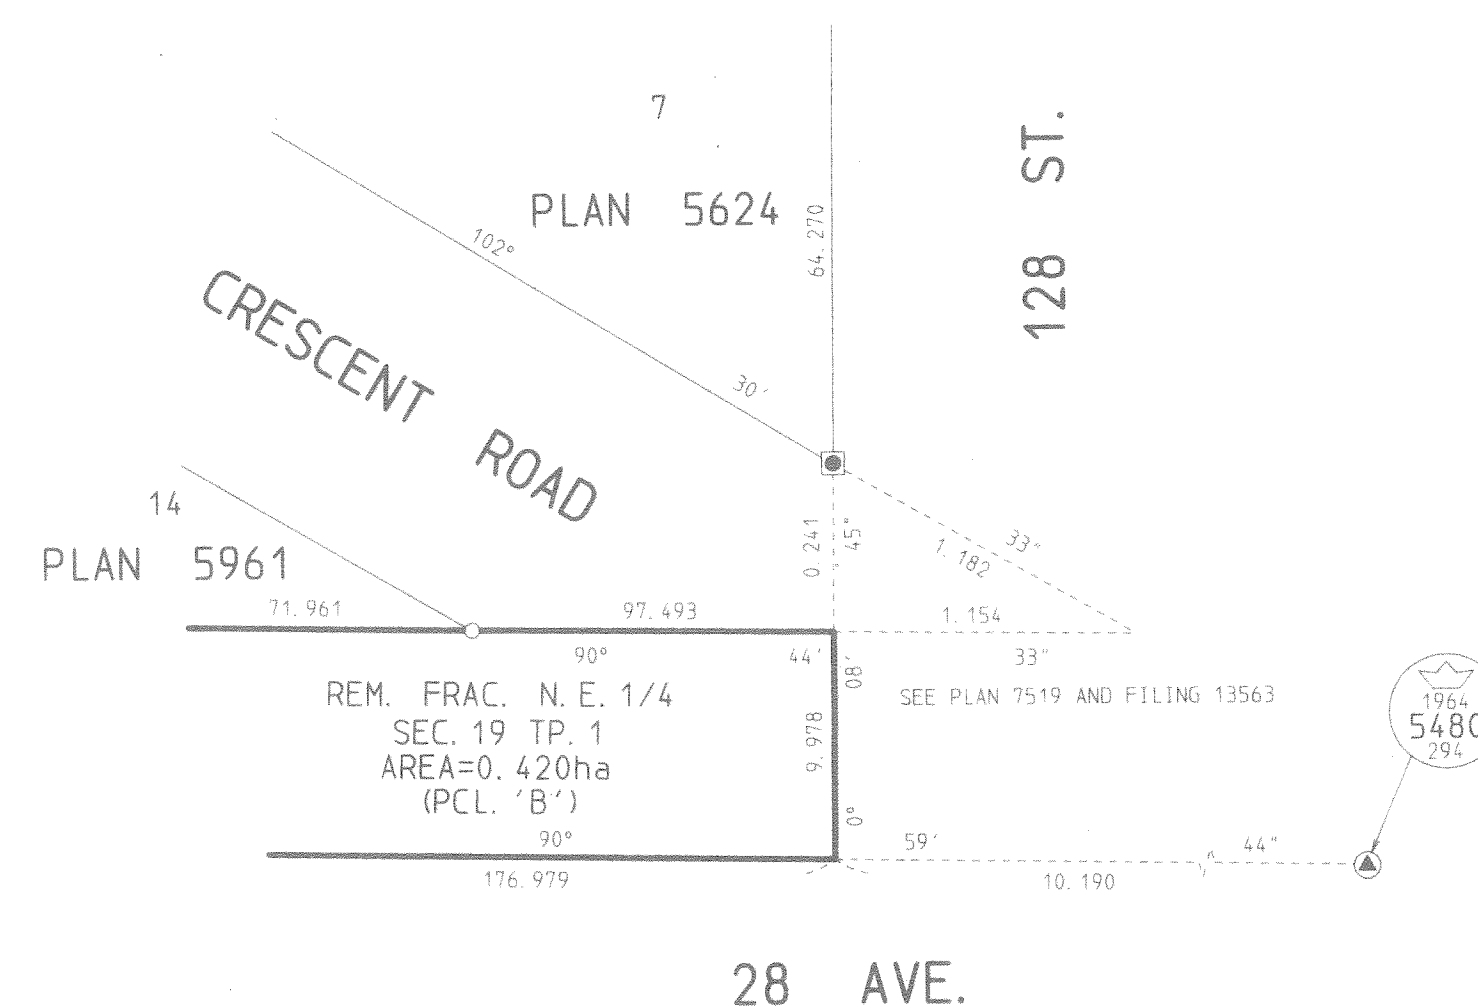 7
PLAN 5624
64.270
128 ST.
102°
30'
CRESCENT ROAD
14
PLAN 5961
0.241
45"
33"
1.182
71.961
97.493
1.154
90°
44'
08'
33"
REM. FRAC. N.E. 1/4
SEC. 19 TP. 1
AREA=0.420ha
(PCL. 'B')
9.978
0°
SEE PLAN 7519 AND FILING 13563
1964
5480
294
90°
59'
44"
176.979
10.190
28 AVE.